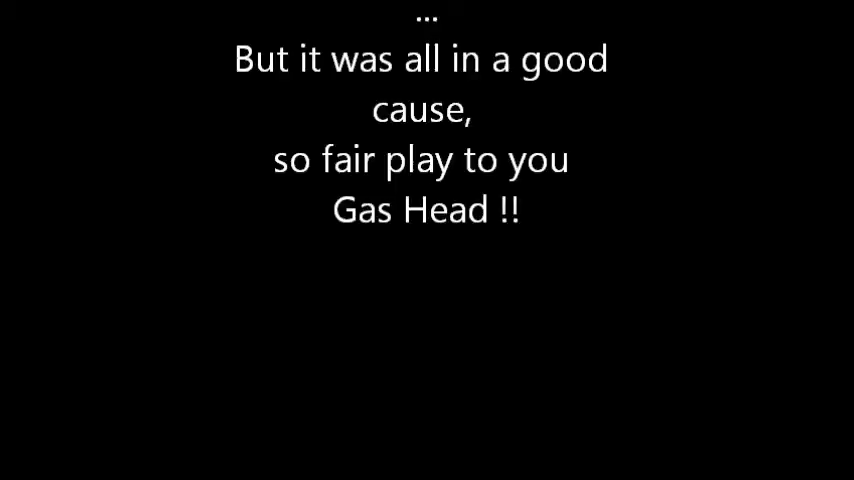 ...
But it was all in a good
cause,
so fair play to you
Gas Head !!